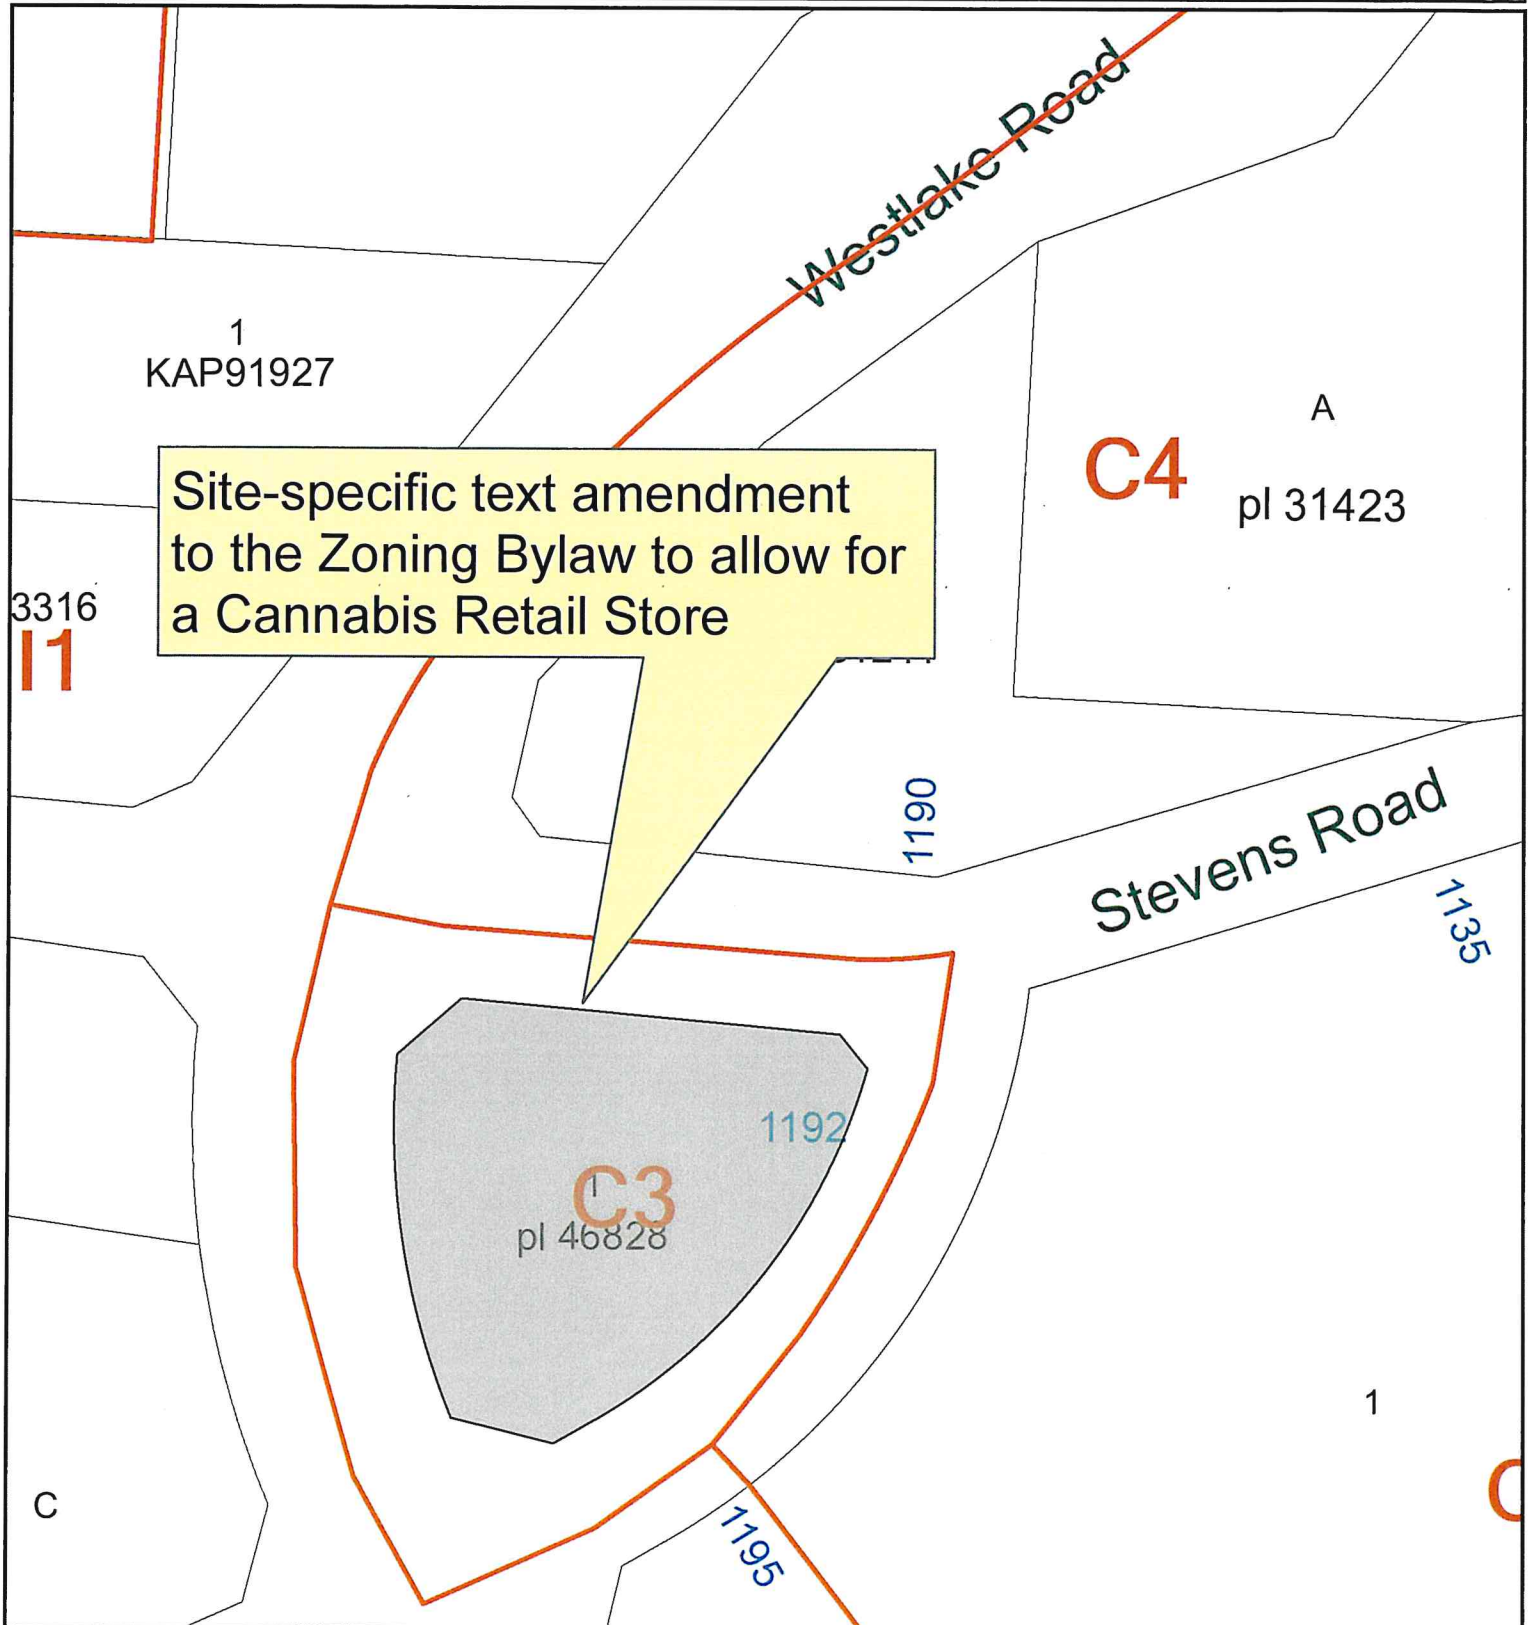 Westlake Road
1
KAP91927
A
C4
pl 31423
Site-specific text amendment
to the Zoning Bylaw to allow for
a Cannabis Retail Store
3316
I1
1190
Stevens Road
1135
1192
C3
pl 46828
1
C
1195